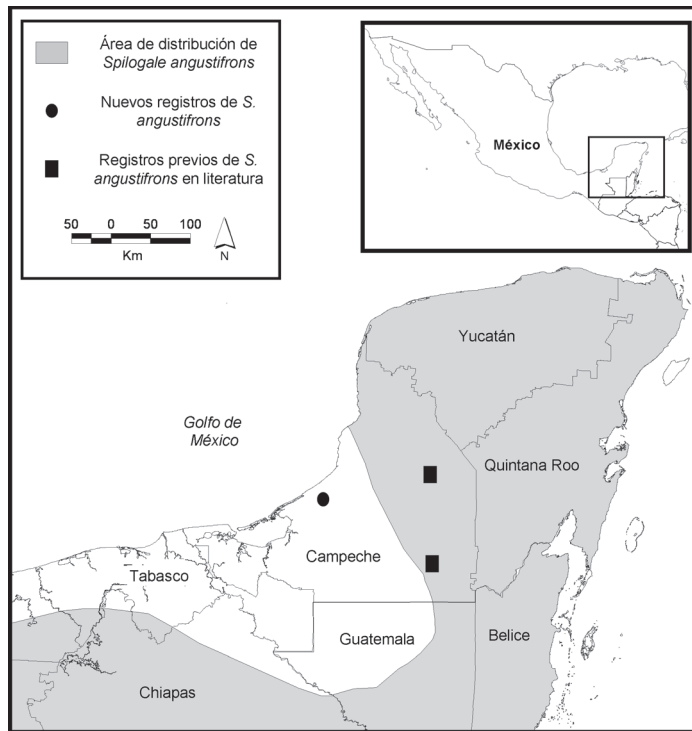 Área de distribución de
Spilogale angustifrons
Nuevos registros de S.
angustifrons
Registros previos de S.
angustifrons en literatura
50 0 50 100
Km
N
México
Yucatán
Golfo de
México
Quintana Roo
Campeche
Tabasco
Guatemala
Belice
Chiapas